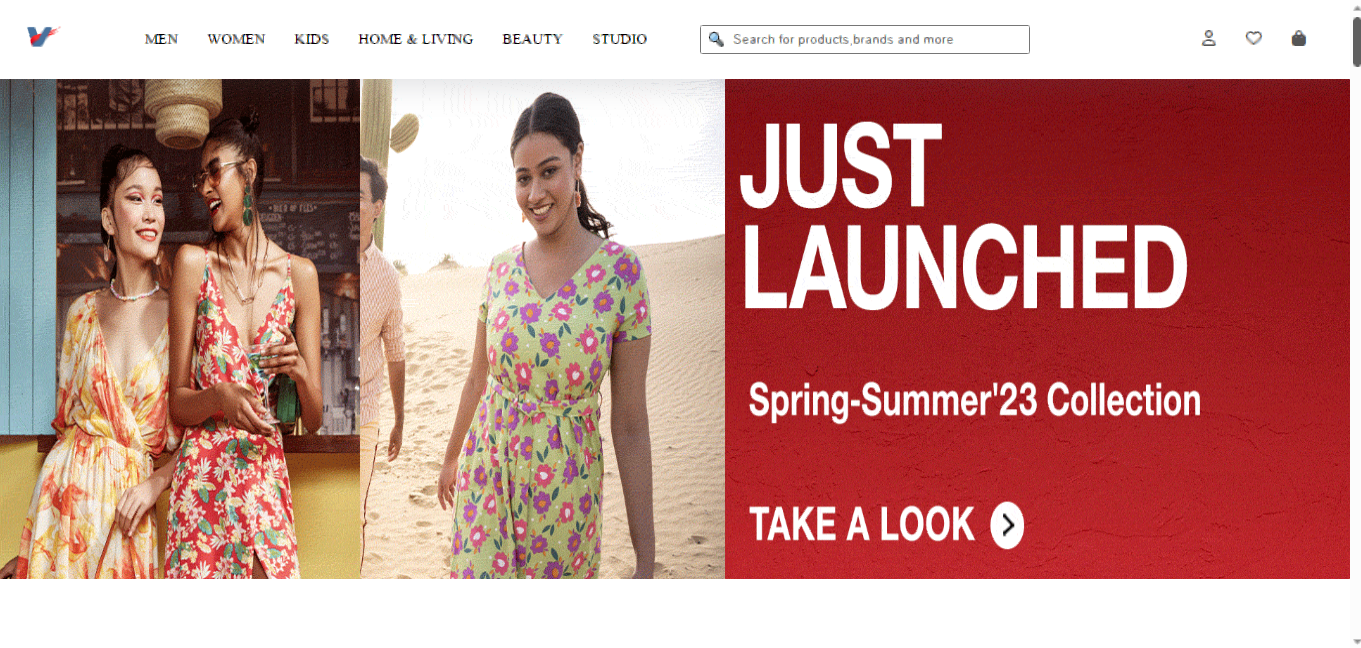 MEN WOMEN KIDS HOME & LIVING BEAUTY STUDIO Search for products,brands and more
JUST
LAUNCHED
Spring-Summer'23 Collection
TAKE A LOOK